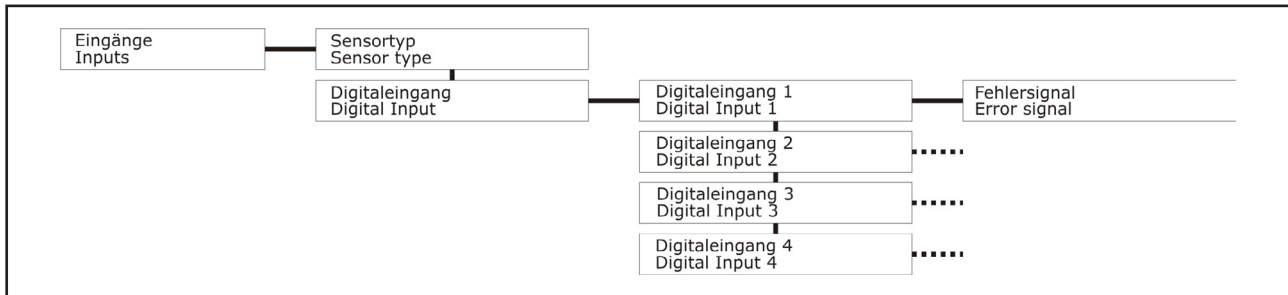 Eingänge
Inputs
Sensortyp
Sensor type
Digitaleingang
Digital Input
Digitaleingang 1
Digital Input 1
Fehlersignal
Error signal
Digitaleingang 2
Digital Input 2
Digitaleingang 3
Digital Input 3
Digitaleingang 4
Digital Input 4